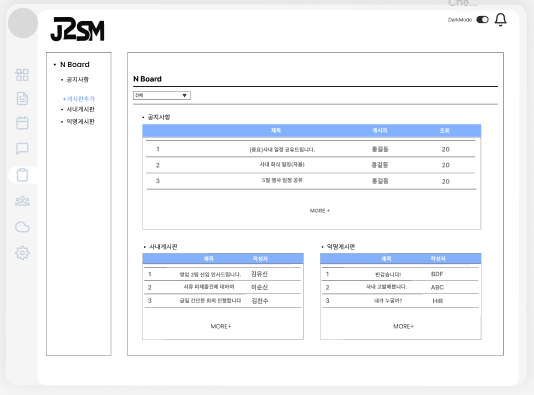 Che...
J2SM
DarkMode
N Board
공지사항
+게시판추가
사내게시판
익명게시판
N Board
전체
공지사항
제목 게시자 조회
1 [중요]사내 일정 공유드립니다. 홍길동 20
2 사내 회식 일정(자율) 홍길동 20
3 5월 행사 일정 공유 홍길동 20
MORE +
사내게시판
제목 작성자
1 영업 3팀 신입 인사드립니다. 김유신
2 서류 미제출건에 대하여 이순신
3 금일 간단한 회의 진행합니다 김찬수
MORE+
익명게시판
제목 작성자
1 반갑습니다! BDF
2 사내 고발해봅니다. ABC
3 내가 누굴까? HIR
MORE+